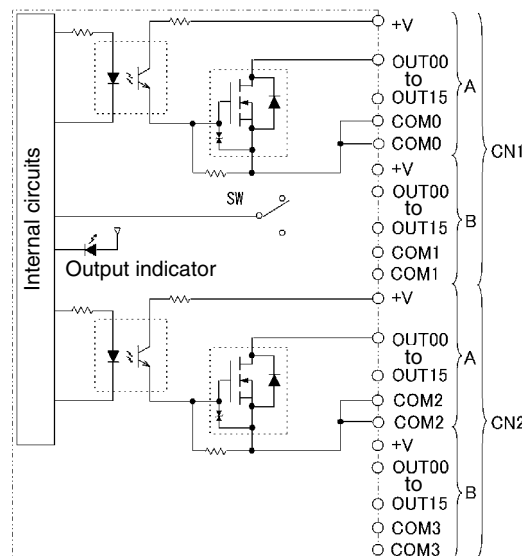 +V
OUT00
to
OUT15
A
COM0
COM0
CN1
+V
OUT00
to
OUT15
B
COM1
COM1
Internal circuits
SW
Output indicator
+V
OUT00
to
OUT15
A
COM2
COM2
CN2
+V
OUT00
to
OUT15
B
COM3
COM3